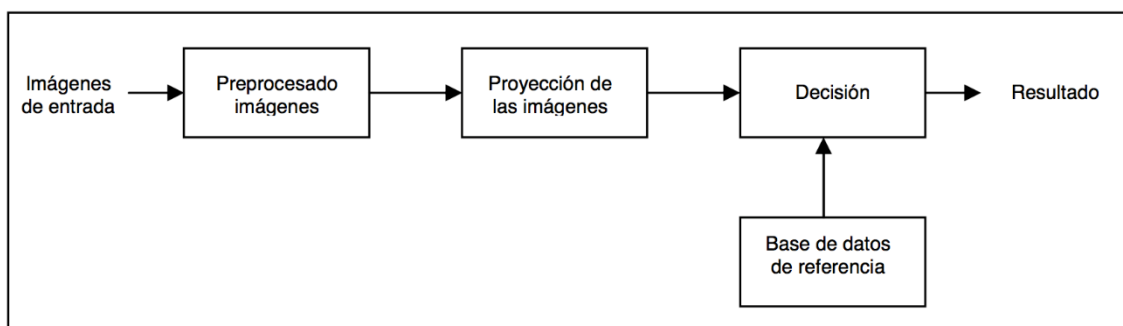 Imágenes
de entrada
Preprocesado
imágenes
Proyección de
las imágenes
Decisión
Resultado
Base de datos
de referencia